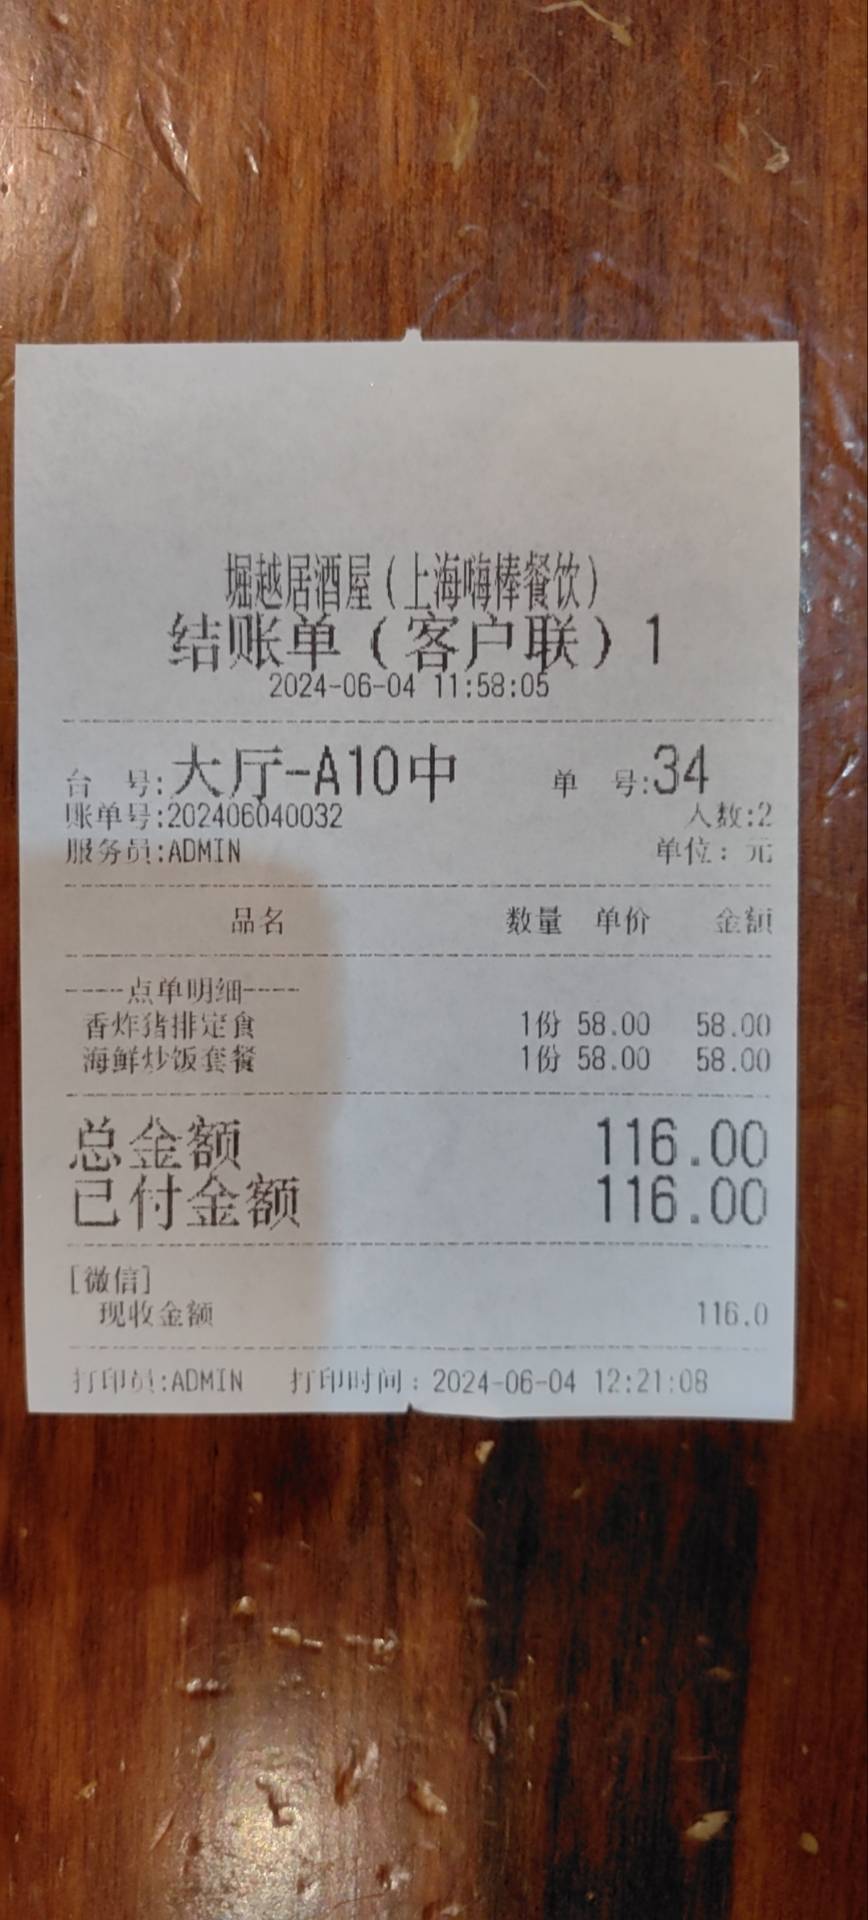 堀越居酒屋（上海嗨棒餐饮）
结账单（客户联）1
2024-06-04 11:58:05
台 号:大厅-A10中 单 号:34
账单号:202406040032 人数:2
服务员:ADMIN 单位：元
品名 数量 单价 金额
----点单明细----
香炸猪排定食 1份 58.00 58.00
海鲜炒饭套餐 1份 58.00 58.00
总金额 116.00
已付金额 116.00
[微信]
现收金额 116.0
打印员:ADMIN 打印时间：2024-06-04 12:21:08